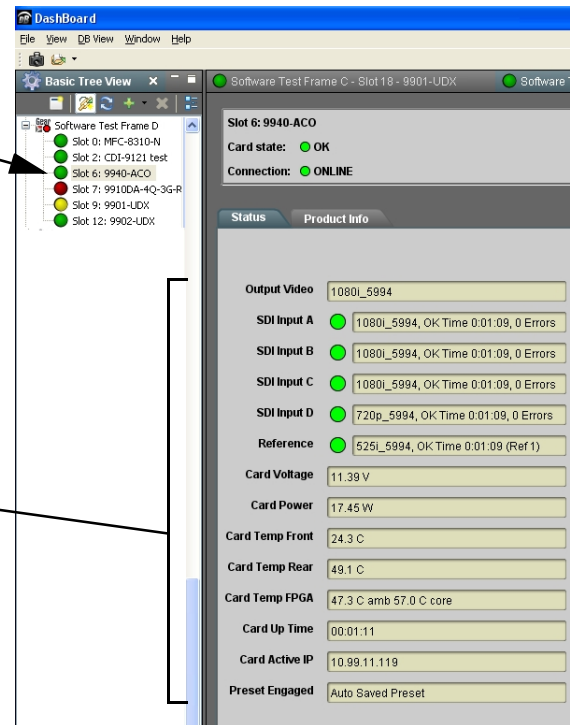 DashBoard
File View DB View Window Help
Basic Tree View
Software Test Frame C - Slot 18 - 9901-UDX
Software
Software Test Frame D
Slot 0: MFC-8310-N
Slot 2: CDI-9121 test
Slot 6: 9940-ACO
Slot 7: 9910DA-4Q-3G-R
Slot 9: 9901-UDX
Slot 12: 9902-UDX
Slot 6: 9940-ACO
Card state: OK
Connection: ONLINE
Status Product Info
Output Video 1080i_5994
SDI Input A 1080i_5994, OK Time 0:01:09, 0 Errors
SDI Input B 1080i_5994, OK Time 0:01:09, 0 Errors
SDI Input C 1080i_5994, OK Time 0:01:09, 0 Errors
SDI Input D 720p_5994, OK Time 0:01:09, 0 Errors
Reference 525i_5994, OK Time 0:01:09 (Ref 1)
Card Voltage 11.39 V
Card Power 17.45 W
Card Temp Front 24.3 C
Card Temp Rear 49.1 C
Card Temp FPGA 47.3 C amb 57.0 C core
Card Up Time 00:01:11
Card Active IP 10.99.11.119
Preset Engaged Auto Saved Preset